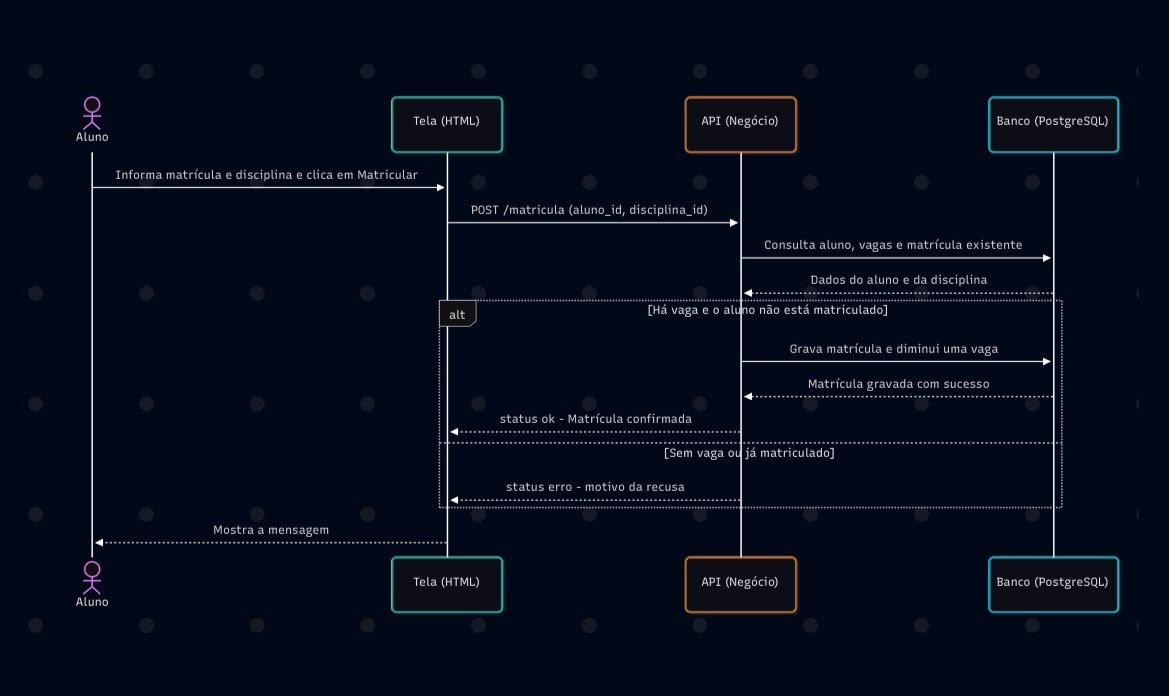 Aluno
Tela (HTML)
API (Negócio)
Banco (PostgreSQL)
Informa matrícula e disciplina e clica em Matricular
POST /matricula (aluno_id, disciplina_id)
Consulta aluno, vagas e matrícula existente
Dados do aluno e da disciplina
alt
[Há vaga e o aluno não está matriculado]
Grava matrícula e diminui uma vaga
Matrícula gravada com sucesso
status ok - Matrícula confirmada
[Sem vaga ou já matriculado]
status erro - motivo da recusa
Mostra a mensagem
Aluno
Tela (HTML)
API (Negócio)
Banco (PostgreSQL)